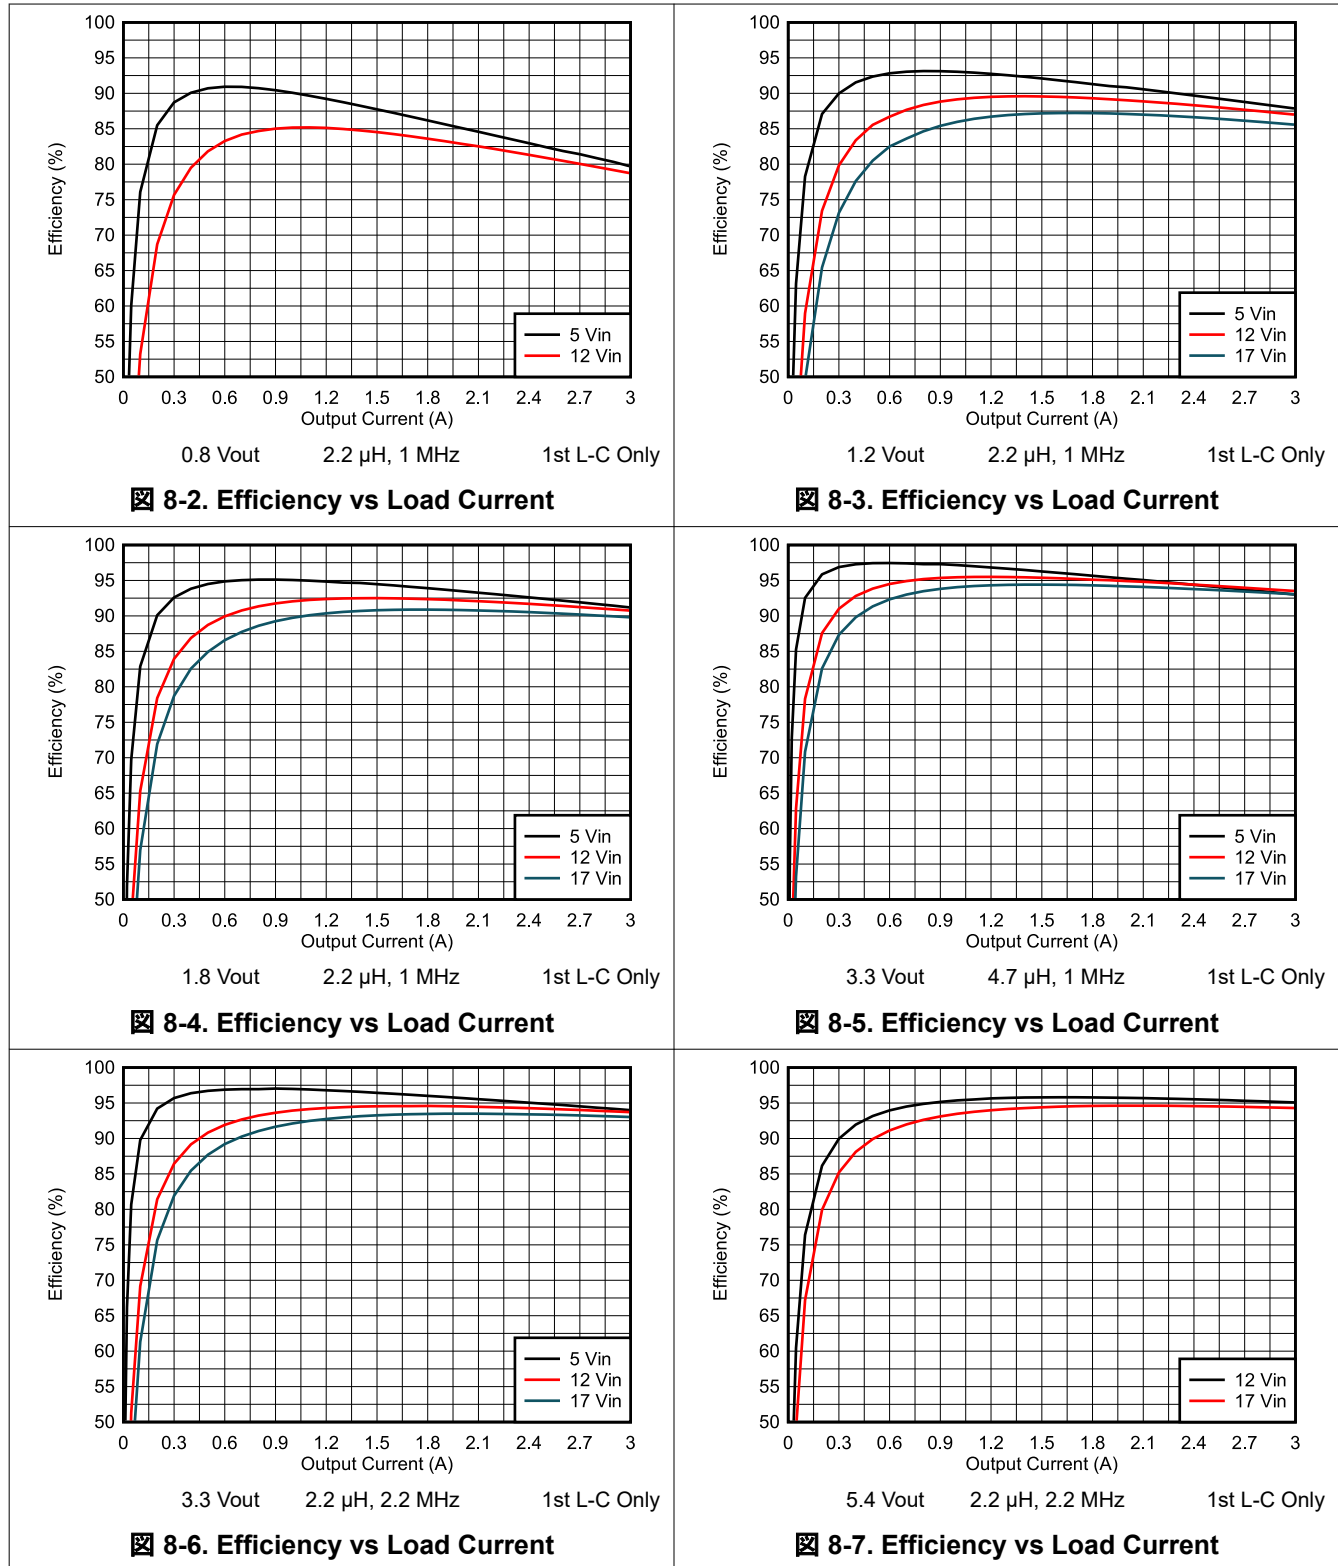 100
95
90
85
80
75
70
65
60
55
50
Efficiency (%)
5 Vin
12 Vin
0 0.3 0.6 0.9 1.2 1.5 1.8 2.1 2.4 2.7 3
Output Current (A)
0.8 Vout 2.2 µH, 1 MHz 1st L-C Only
図 8-2. Efficiency vs Load Current
100
95
90
85
80
75
70
65
60
55
50
Efficiency (%)
5 Vin
12 Vin
17 Vin
0 0.3 0.6 0.9 1.2 1.5 1.8 2.1 2.4 2.7 3
Output Current (A)
1.2 Vout 2.2 µH, 1 MHz 1st L-C Only
図 8-3. Efficiency vs Load Current
100
95
90
85
80
75
70
65
60
55
50
Efficiency (%)
5 Vin
12 Vin
17 Vin
0 0.3 0.6 0.9 1.2 1.5 1.8 2.1 2.4 2.7 3
Output Current (A)
1.8 Vout 2.2 µH, 1 MHz 1st L-C Only
図 8-4. Efficiency vs Load Current
100
95
90
85
80
75
70
65
60
55
50
Efficiency (%)
5 Vin
12 Vin
17 Vin
0 0.3 0.6 0.9 1.2 1.5 1.8 2.1 2.4 2.7 3
Output Current (A)
3.3 Vout 4.7 µH, 1 MHz 1st L-C Only
図 8-5. Efficiency vs Load Current
100
95
90
85
80
75
70
65
60
55
50
Efficiency (%)
5 Vin
12 Vin
17 Vin
0 0.3 0.6 0.9 1.2 1.5 1.8 2.1 2.4 2.7 3
Output Current (A)
3.3 Vout 2.2 µH, 2.2 MHz 1st L-C Only
図 8-6. Efficiency vs Load Current
100
95
90
85
80
75
70
65
60
55
50
Efficiency (%)
12 Vin
17 Vin
0 0.3 0.6 0.9 1.2 1.5 1.8 2.1 2.4 2.7 3
Output Current (A)
5.4 Vout 2.2 µH, 2.2 MHz 1st L-C Only
図 8-7. Efficiency vs Load Current